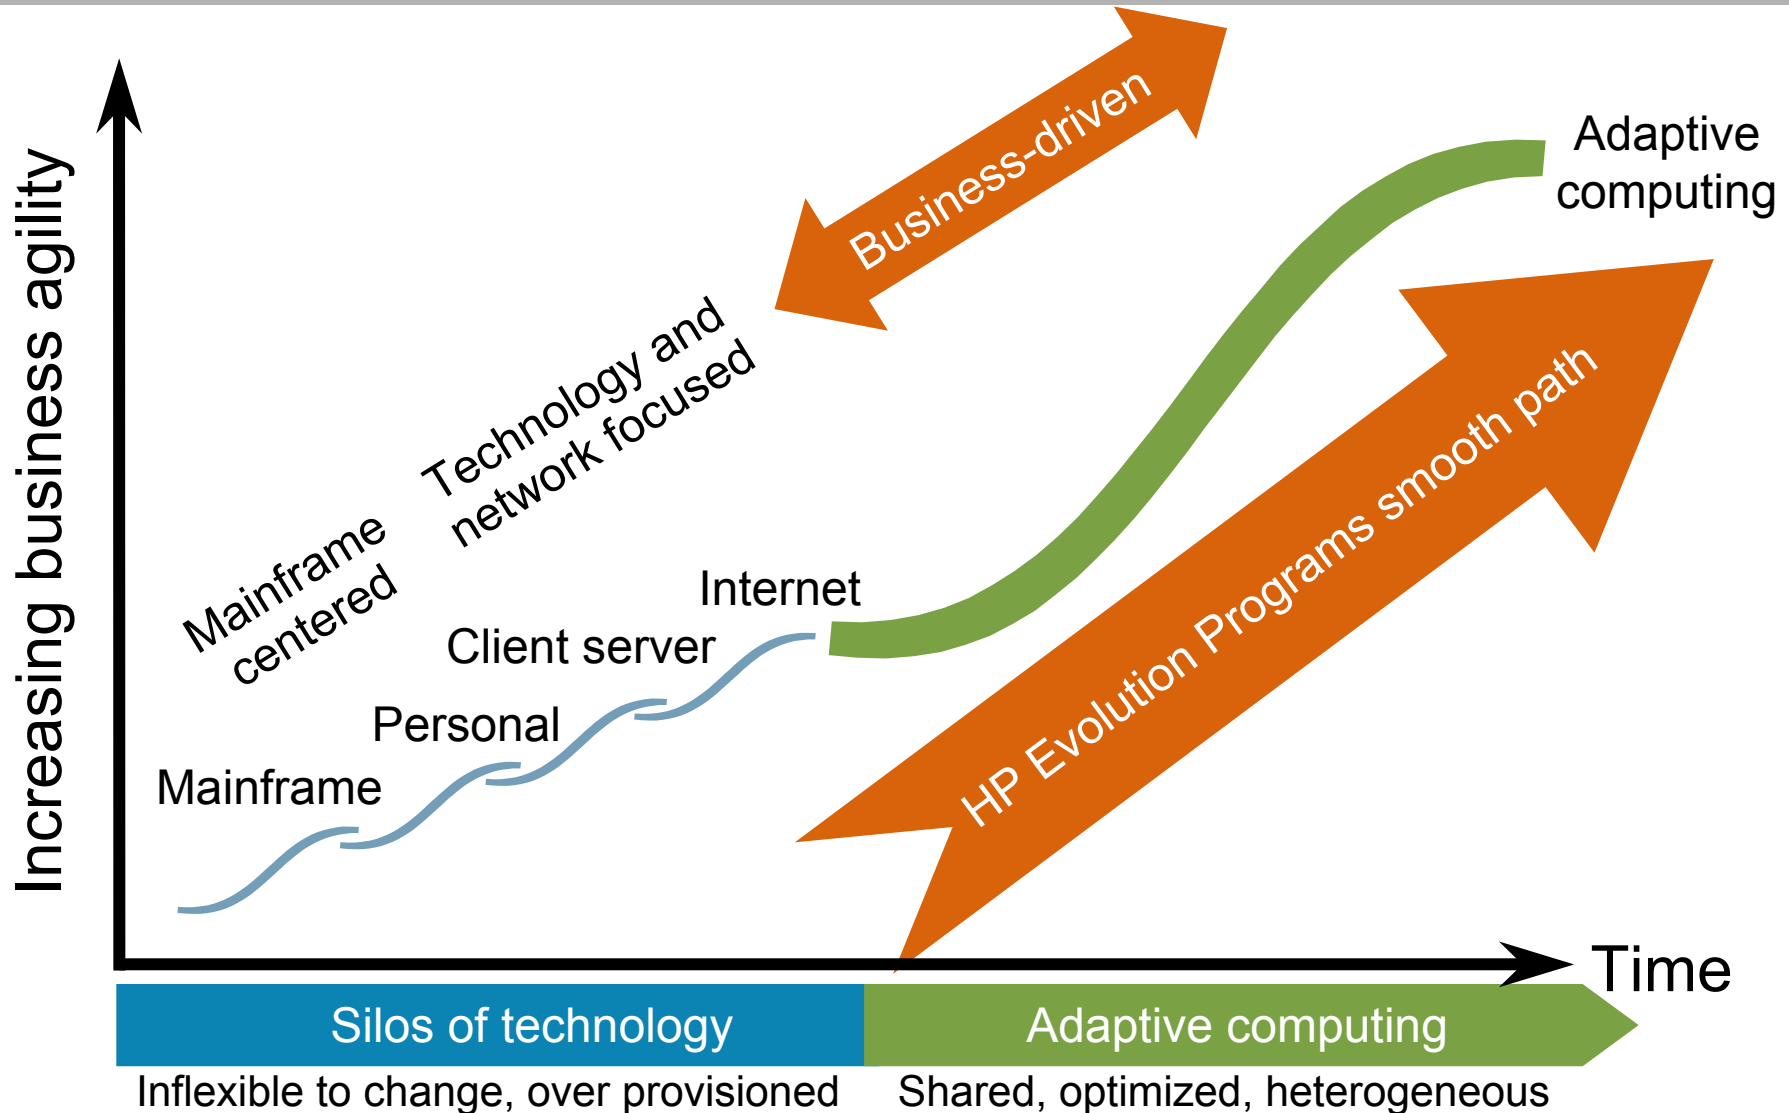 Increasing business agility
Business-driven
Adaptive
computing
Technology and
network focused
Mainframe
centered
Internet
Client server
Personal
Mainframe
HP Evolution Programs smooth path
Time
Silos of technology
Adaptive computing
Inflexible to change, over provisioned
Shared, optimized, heterogeneous